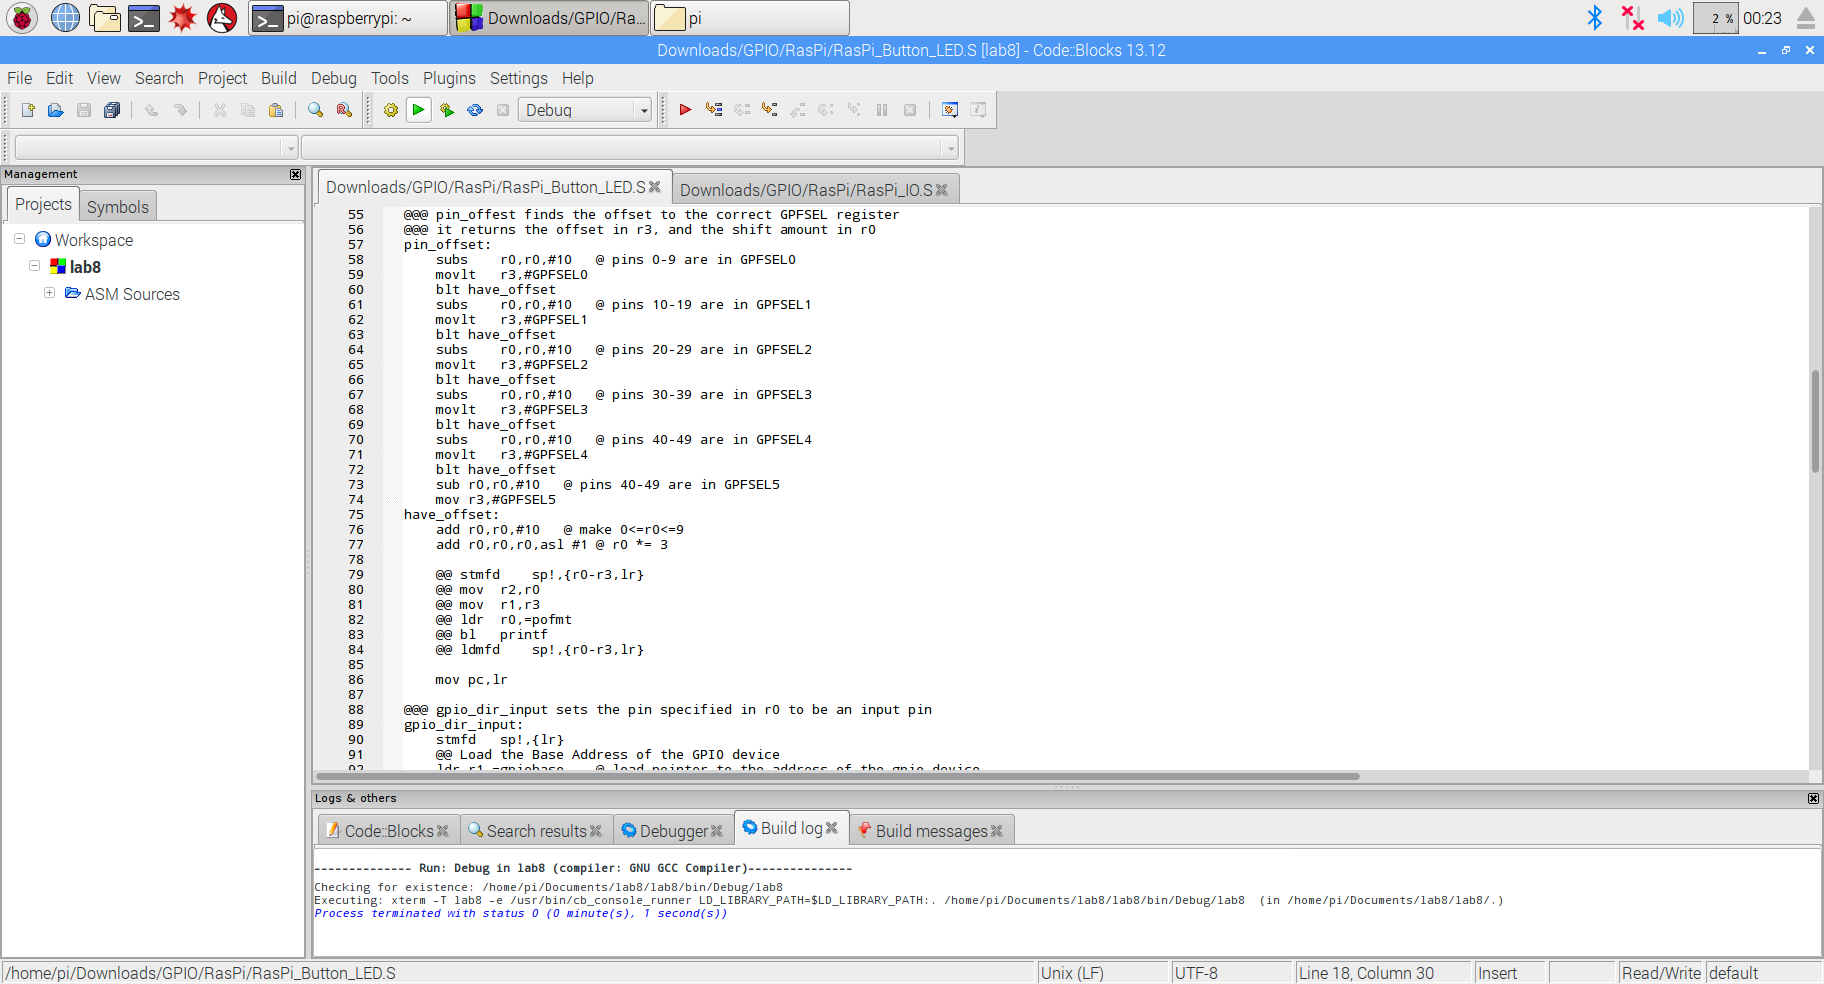 pi@raspberrypi: ~
Downloads/GPIO/Ra...
pi
2 %
00:23
Downloads/GPIO/RasPi/RasPi_Button_LED.S [lab8] - Code::Blocks 13.12
File Edit View Search Project Build Debug Tools Plugins Settings Help
Debug
Management
Projects Symbols
Workspace
lab8
ASM Sources
Downloads/GPIO/RasPi/RasPi_Button_LED.S
Downloads/GPIO/RasPi/RasPi_IO.S
55 @@@ pin_offest finds the offset to the correct GPFSEL register
56 @@@ it returns the offset in r3, and the shift amount in r0
57 pin_offset:
58 subs r0,r0,#10 @ pins 0-9 are in GPFSEL0
59 movlt r3,#GPFSEL0
60 blt have_offset
61 subs r0,r0,#10 @ pins 10-19 are in GPFSEL1
62 movlt r3,#GPFSEL1
63 blt have_offset
64 subs r0,r0,#10 @ pins 20-29 are in GPFSEL2
65 movlt r3,#GPFSEL2
66 blt have_offset
67 subs r0,r0,#10 @ pins 30-39 are in GPFSEL3
68 movlt r3,#GPFSEL3
69 blt have_offset
70 subs r0,r0,#10 @ pins 40-49 are in GPFSEL4
71 movlt r3,#GPFSEL4
72 blt have_offset
73 sub r0,r0,#10 @ pins 40-49 are in GPFSEL5
74 mov r3,#GPFSEL5
75 have_offset:
76 add r0,r0,#10 @ make 0<=r0<=9
77 add r0,r0,r0,asl #1 @ r0 *= 3
78
79 @@ stmfd sp!,{r0-r3,lr}
80 @@ mov r2,r0
81 @@ mov r1,r3
82 @@ ldr r0,=pofmt
83 @@ bl printf
84 @@ ldmfd sp!,{r0-r3,lr}
85
86 mov pc,lr
87
88 @@@ gpio_dir_input sets the pin specified in r0 to be an input pin
89 gpio_dir_input:
90 stmfd sp!,{lr}
91 @@ Load the Base Address of the GPIO device
92 ldr r1,=gpiobase @ load pointer to the address of the gpio device
Logs & others
Code::Blocks Search results Debugger Build log Build messages
-------------- Run: Debug in lab8 (compiler: GNU GCC Compiler)---------------
Checking for existence: /home/pi/Documents/lab8/lab8/bin/Debug/lab8
Executing: xterm -T lab8 -e /usr/bin/cb_console_runner LD_LIBRARY_PATH=$LD_LIBRARY_PATH:. /home/pi/Documents/lab8/lab8/bin/Debug/lab8 (in /home/pi/Documents/lab8/lab8/.)
Process terminated with status 0 (0 minute(s), 1 second(s))
/home/pi/Downloads/GPIO/RasPi/RasPi_Button_LED.S
Unix (LF)
UTF-8
Line 18, Column 30
Insert
Read/Write
default